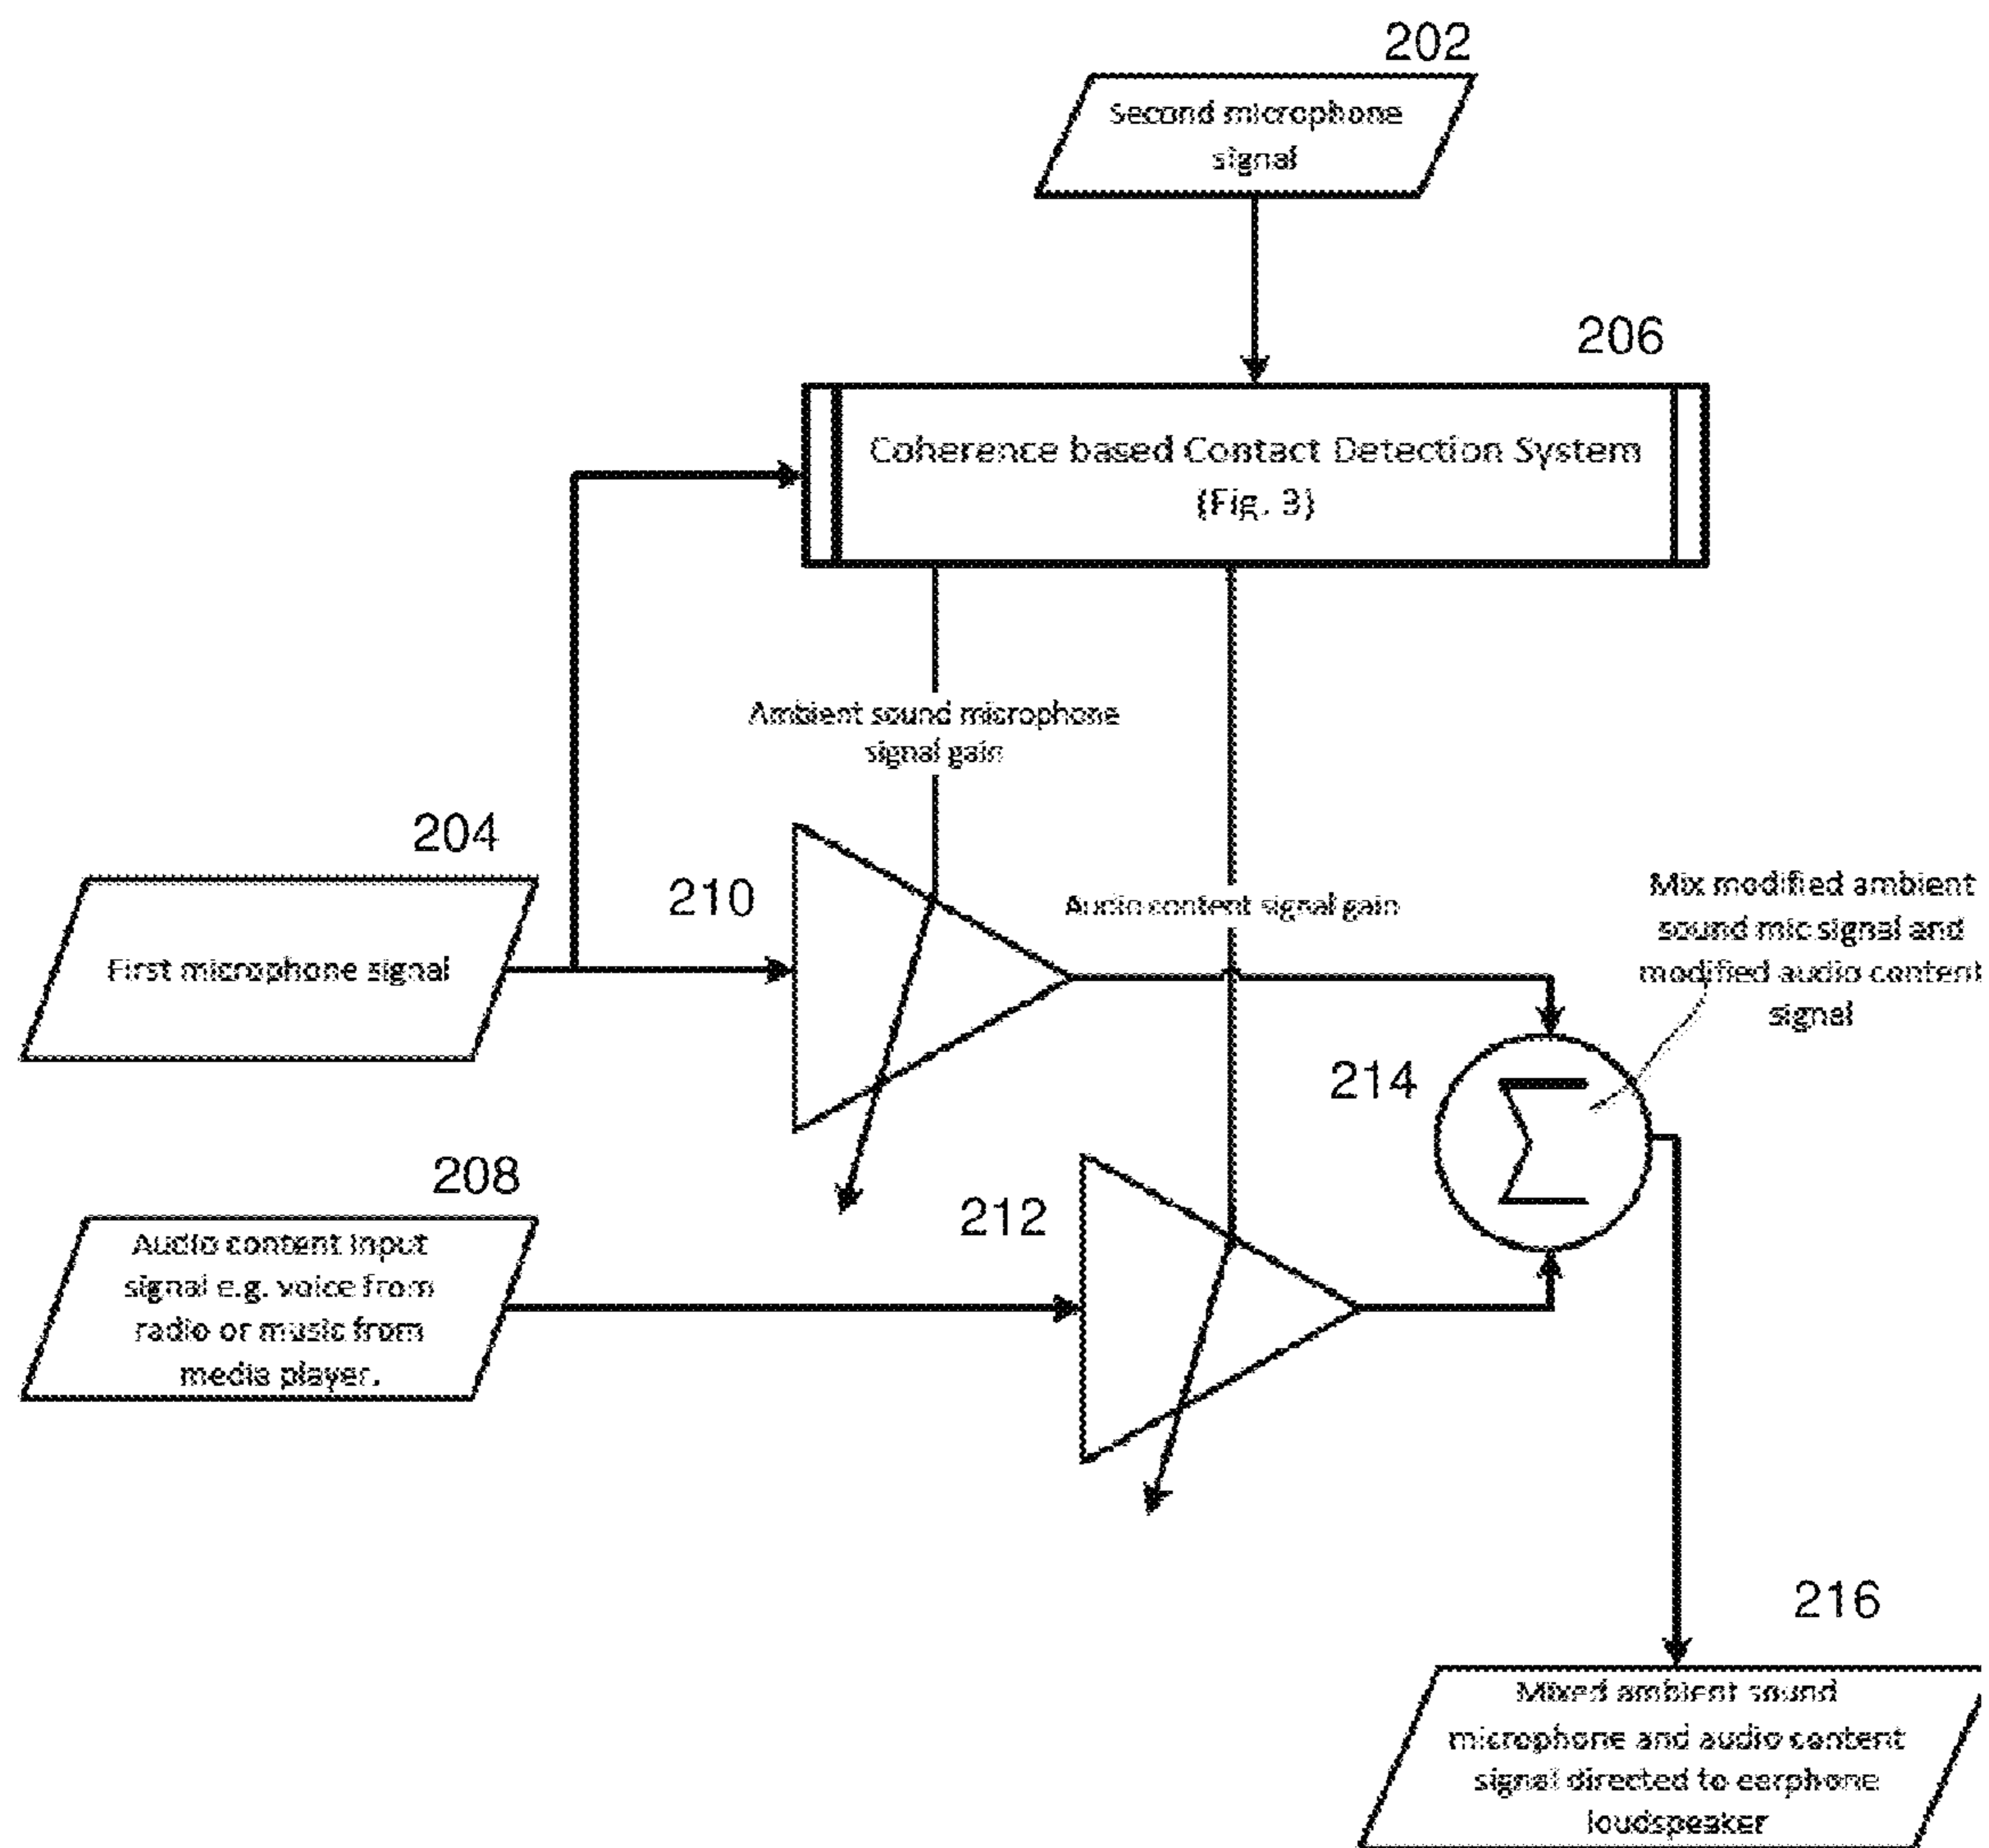 202
Second microphone
signal
206
Coherence based Contact Detection System
(Fig. 3)
Ambient sound microphone
signal gain
204
First microphone signal
210
Audio content signal gain
Mix modified ambient
sound mic signal and
modified audio content
signal
214
208
Audio content input
signal e.g. voice from
radio or music from
media player.
212
Σ
216
Mixed ambient sound
microphone and audio content
signal directed to earphone
loudspeaker